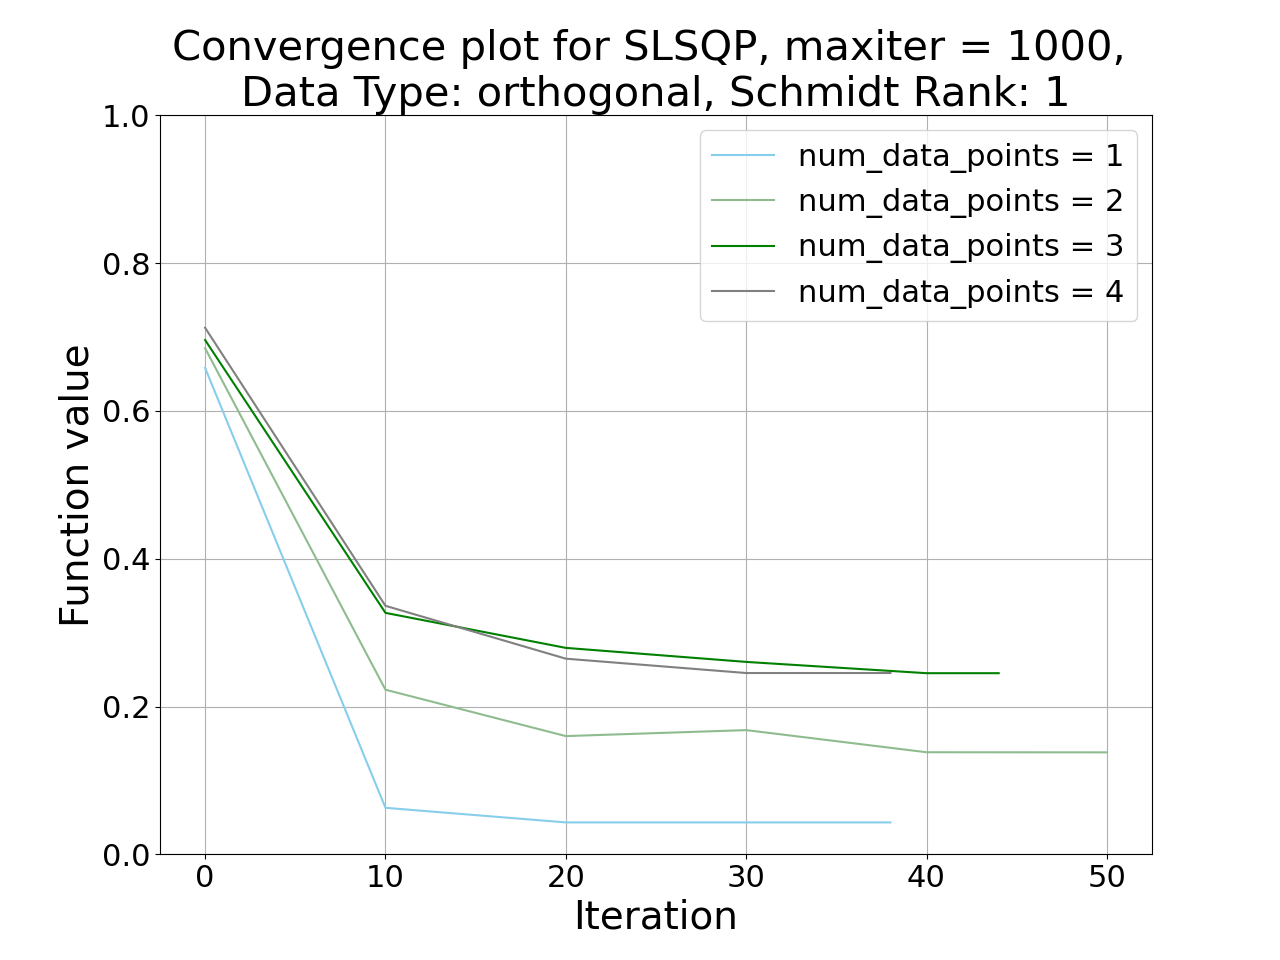 Convergence plot for SLSQP, maxiter = 1000,
Data Type: orthogonal, Schmidt Rank: 1
num_data_points = 1
num_data_points = 2
num_data_points = 3
num_data_points = 4
Function value
1.0
0.8
0.6
0.4
0.2
0.0
0 10 20 30 40 50
Iteration